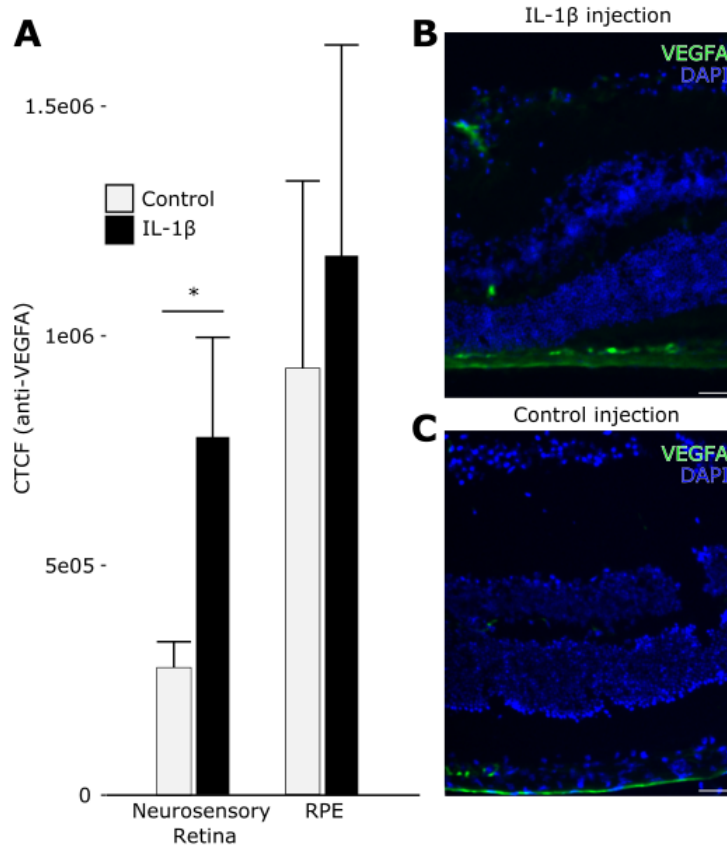 A
1.5e06
Control
IL-1β
*
1e06
CTCF (anti-VEGFA)
5e05
0
Neurosensory
Retina
RPE
B
IL-1β injection
VEGFA
DAPI
C
Control injection
VEGFA
DAPI